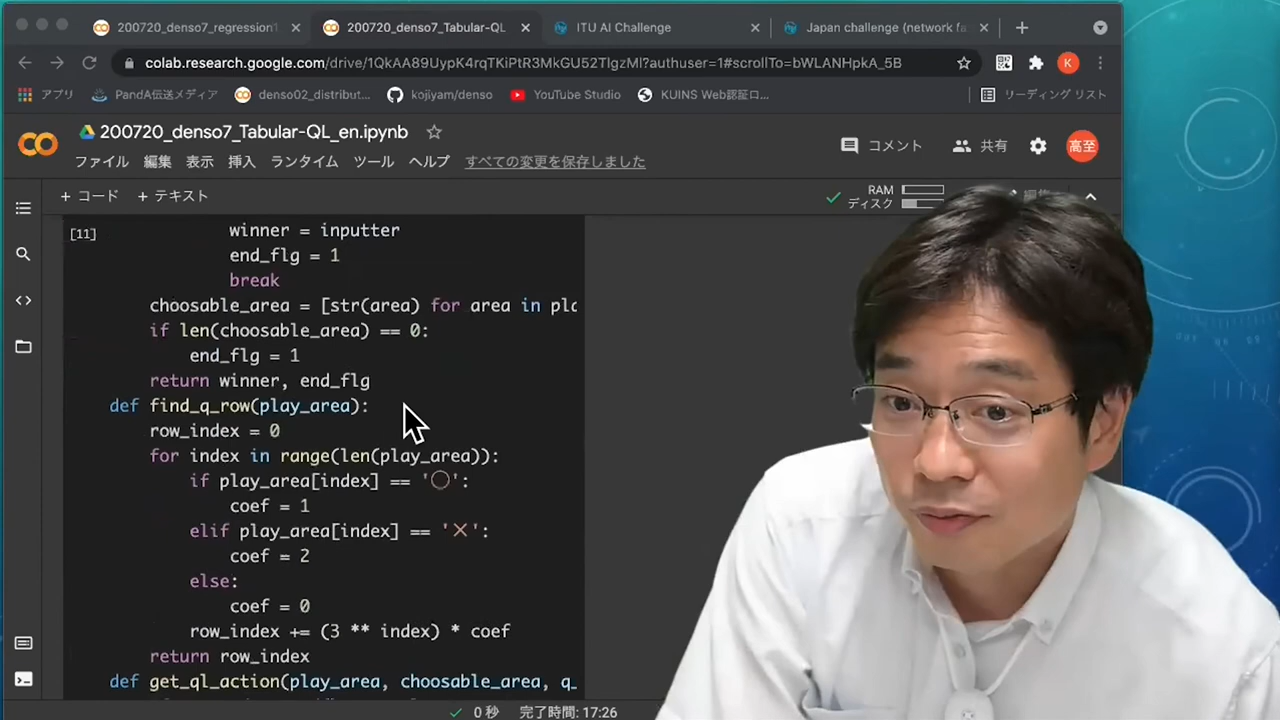 200720_denso7_regression1
200720_denso7_Tabular-QL
ITU AI Challenge
Japan challenge (network fa
colab.research.google.com/drive/1QkAA89UypK4rqTKiPtR3MkGU52TlgzMl?authuser=1#scrollTo=bWLANHpkA_5B
K
アプリ
PandA伝送メディア
denso02_distribut...
kojiyam/denso
YouTube Studio
KUINS Web認証ロ...
リーディング リスト
200720_denso7_Tabular-QL_en.ipynb
コメント
共有
高至
ファイル 編集 表示 挿入 ランタイム ツール ヘルプ すべての変更を保存しました
+ コード + テキスト
RAM
ディスク
編集
[11]
winner = inputter
end_flg = 1
break
choosable_area = [str(area) for area in pla
if len(choosable_area) == 0:
end_flg = 1
return winner, end_flg
def find_q_row(play_area):
row_index = 0
for index in range(len(play_area)):
if play_area[index] == '○':
coef = 1
elif play_area[index] == '×':
coef = 2
else:
coef = 0
row_index += (3 ** index) * coef
return row_index
def get_ql_action(play_area, choosable_area, q_
0 秒 完了時間: 17:26